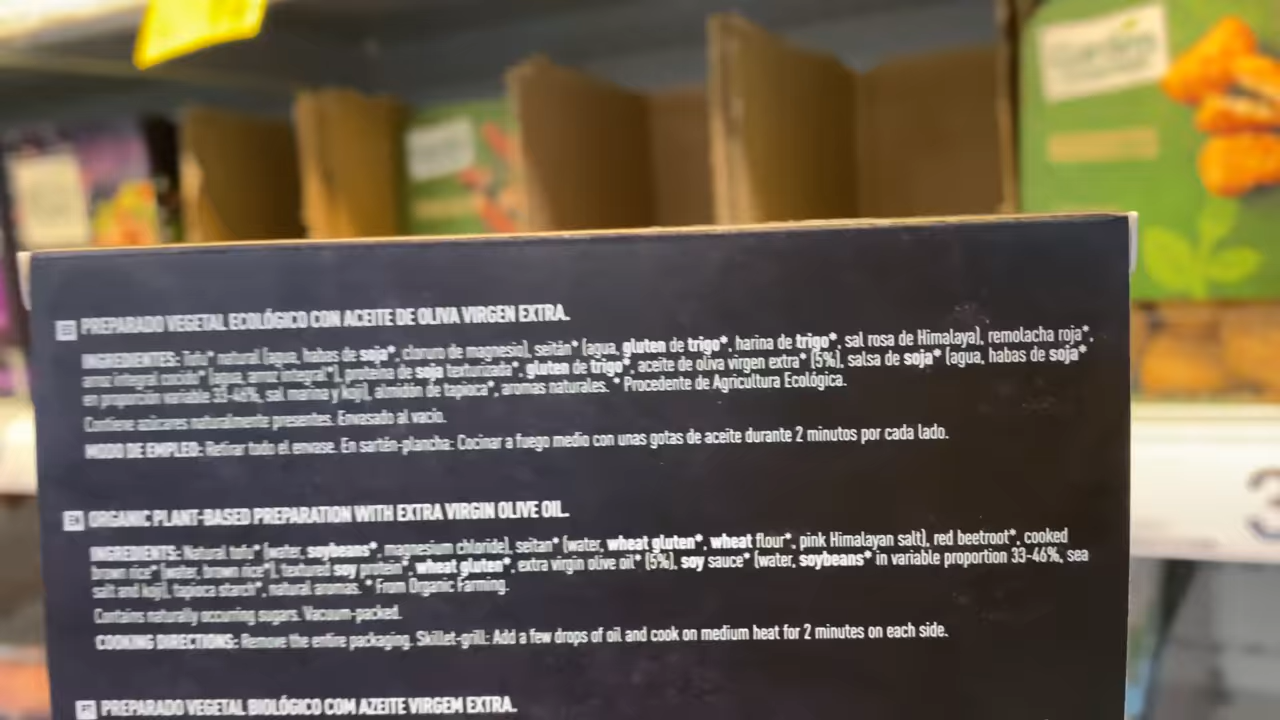 ES PREPARADO VEGETAL ECOLÓGICO CON ACEITE DE OLIVA VIRGEN EXTRA.
INGREDIENTES: Tofu* natural (agua, habas de soja*, cloruro de magnesio), seitán* (agua, gluten de trigo*, harina de trigo*, sal rosa de Himalaya), remolacha roja*,
arroz integral cocido* (agua, arroz integral*), proteína de soja texturizada*, gluten de trigo*, aceite de oliva virgen extra* (5%), salsa de soja* (agua, habas de soja*
en proporción variable 33-46%, sal marina y koji), almidón de tapioca*, aromas naturales. * Procedente de Agricultura Ecológica.
Contiene azúcares naturalmente presentes. Envasado al vacío.
MODO DE EMPLEO: Retirar todo el envase. En sartén-plancha: Cocinar a fuego medio con unas gotas de aceite durante 2 minutos por cada lado.
EN ORGANIC PLANT-BASED PREPARATION WITH EXTRA VIRGIN OLIVE OIL.
INGREDIENTS: Natural tofu* (water, soybeans*, magnesium chloride), seitan* (water, wheat gluten*, wheat flour*, pink Himalayan salt), red beetroot*, cooked
brown rice* (water, brown rice*), textured soy protein*, wheat gluten*, extra virgin olive oil* (5%), soy sauce* (water, soybeans* in variable proportion 33-46%, sea
salt and koji), tapioca starch*, natural aromas. * From Organic Farming.
Contains naturally occuring sugars. Vacuum-packed.
COOKING DIRECTIONS: Remove the entire packaging. Skillet-grill: Add a few drops of oil and cook on medium heat for 2 minutes on each side.
PREPARADO VEGETAL BIOLÓGICO COM AZEITE VIRGEM EXTRA.
Garden
3